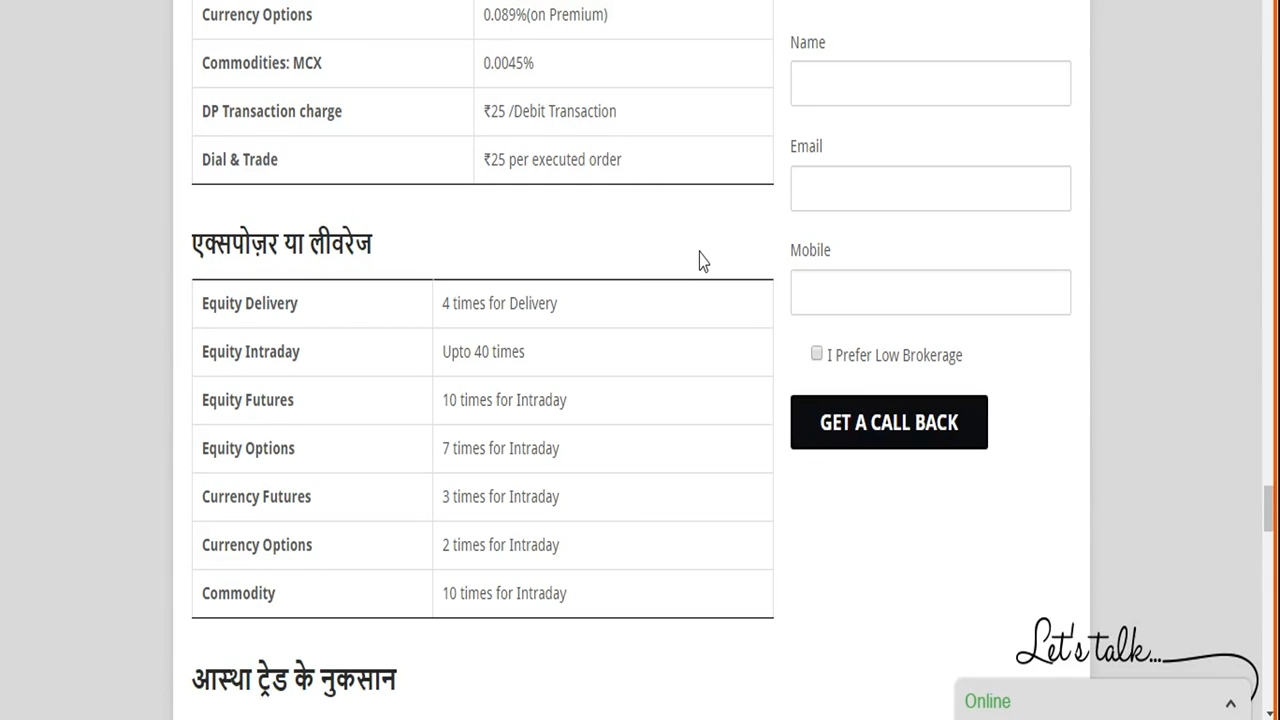 Currency Options 0.089%(on Premium)
Commodities: MCX 0.0045%
DP Transaction charge ₹25 /Debit Transaction
Dial & Trade ₹25 per executed order
एक्सपोज़र या लीवरेज
Equity Delivery 4 times for Delivery
Equity Intraday Upto 40 times
Equity Futures 10 times for Intraday
Equity Options 7 times for Intraday
Currency Futures 3 times for Intraday
Currency Options 2 times for Intraday
Commodity 10 times for Intraday
आस्था ट्रेड के नुकसान
Name
Email
Mobile
I Prefer Low Brokerage
GET A CALL BACK
Let's talk...
Online